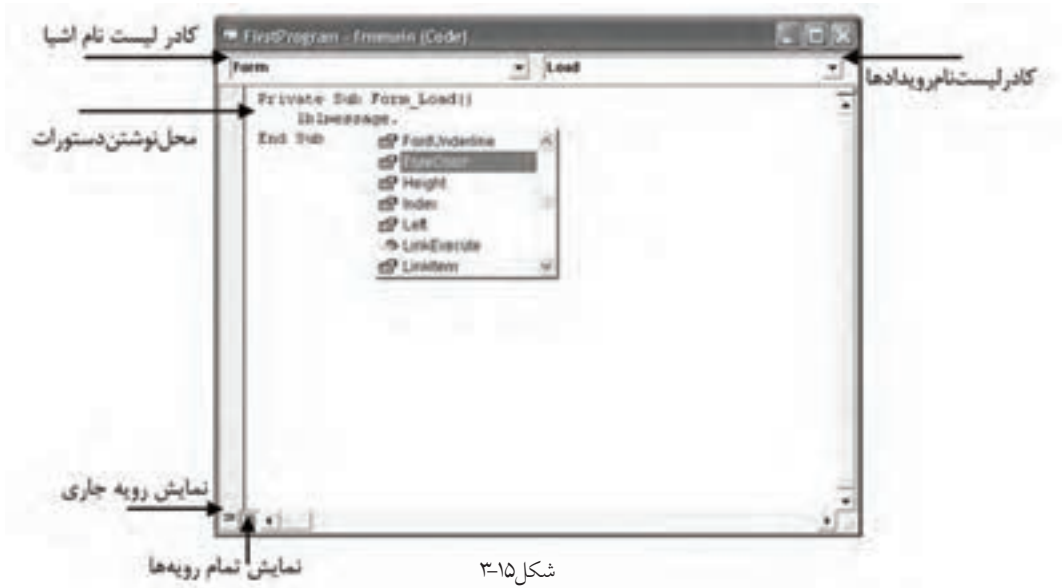 کادر لیست نام اشیا
FirstProgram - frmmain (Code)
Form
Load
کادرلیست‌نام‌رویدادها
Private Sub Form_Load()
lblmessage.
End Sub
محل‌نوشتن‌دستورات
FontUnderline
ForeColor
Height
Index
Left
LinkExecute
LinkItem
نمایش رویه جاری
نمایش تمام رویه‌ها
شکل۱۵-۳